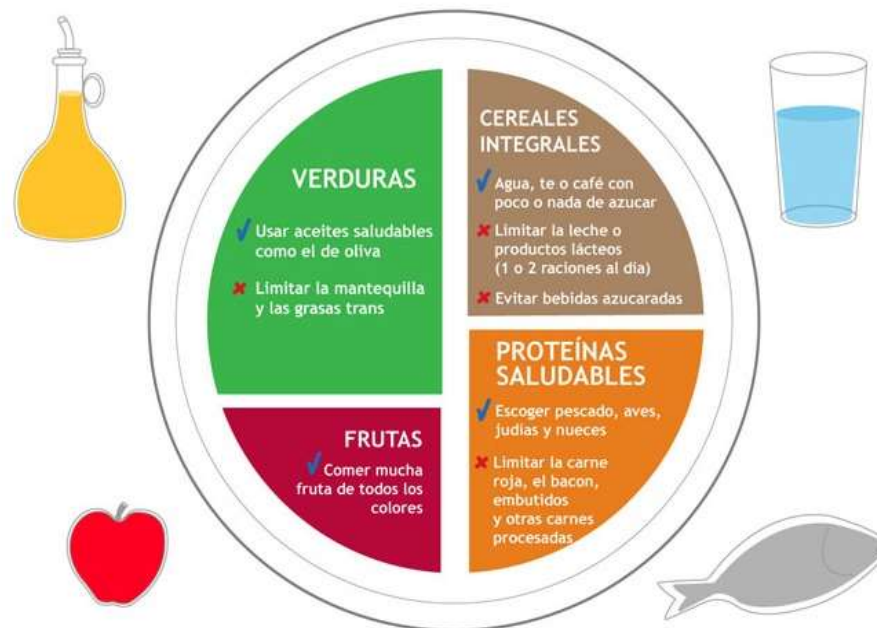 VERDURAS
Usar aceites saludables
como el de oliva
Limitar la mantequilla
y las grasas trans
CEREALES
INTEGRALES
Agua, te o café con
poco o nada de azucar
Limitar la leche o
productos lácteos
(1 o 2 raciones al dia)
Evitar bebidas azucaradas
FRUTAS
Comer mucha
fruta de todos los
colores
PROTEÍNAS
SALUDABLES
Escoger pescado, aves,
judías y nueces
Limitar la carne
roja, el bacon,
embutidos
y otras carnes
procesadas